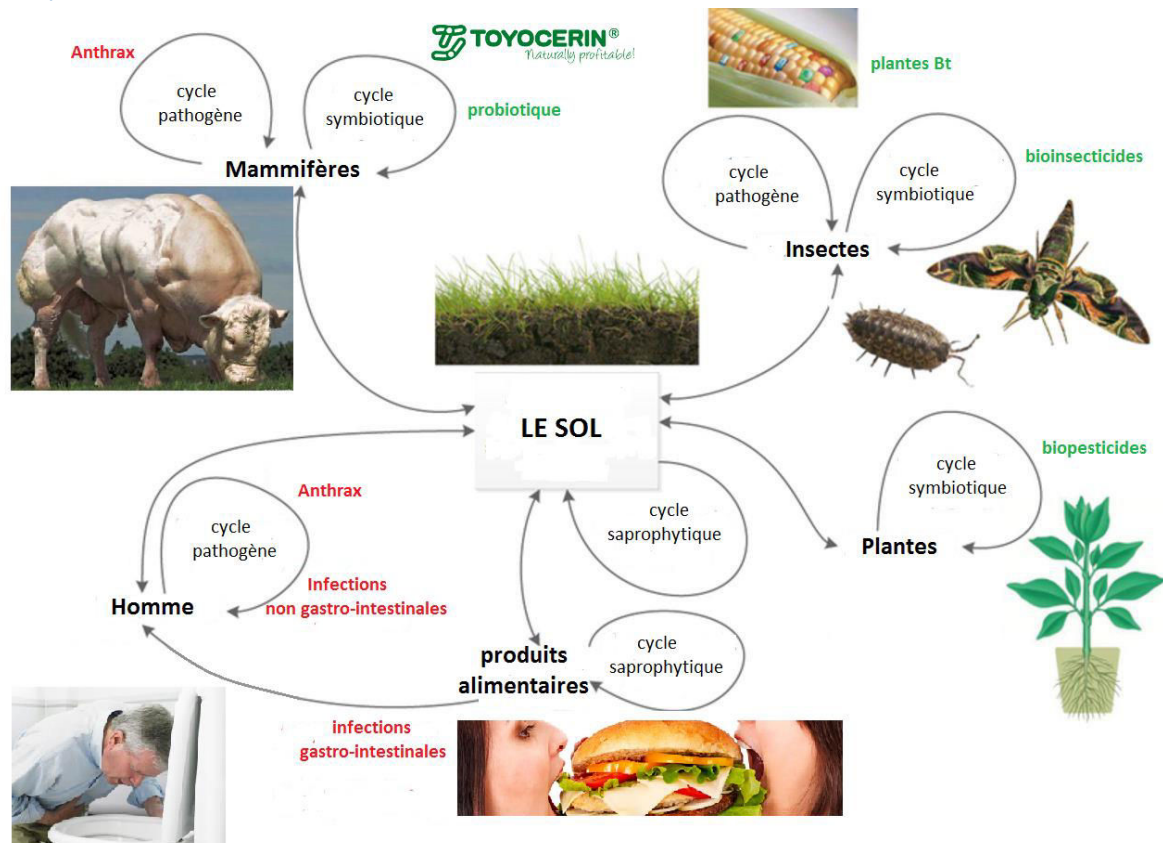 TOYOCERIN®
Naturally profitable!
Anthrax
cycle
pathogène
cycle
symbiotique
probiotique
Mammifères
plantes Bt
cycle
pathogène
cycle
symbiotique
bioinsecticides
Insectes
LE SOL
cycle
saprophytique
cycle
symbiotique
biopesticides
Plantes
Anthrax
cycle
pathogène
Infections
non gastro-intestinales
Homme
produits
alimentaires
cycle
saprophytique
infections
gastro-intestinales